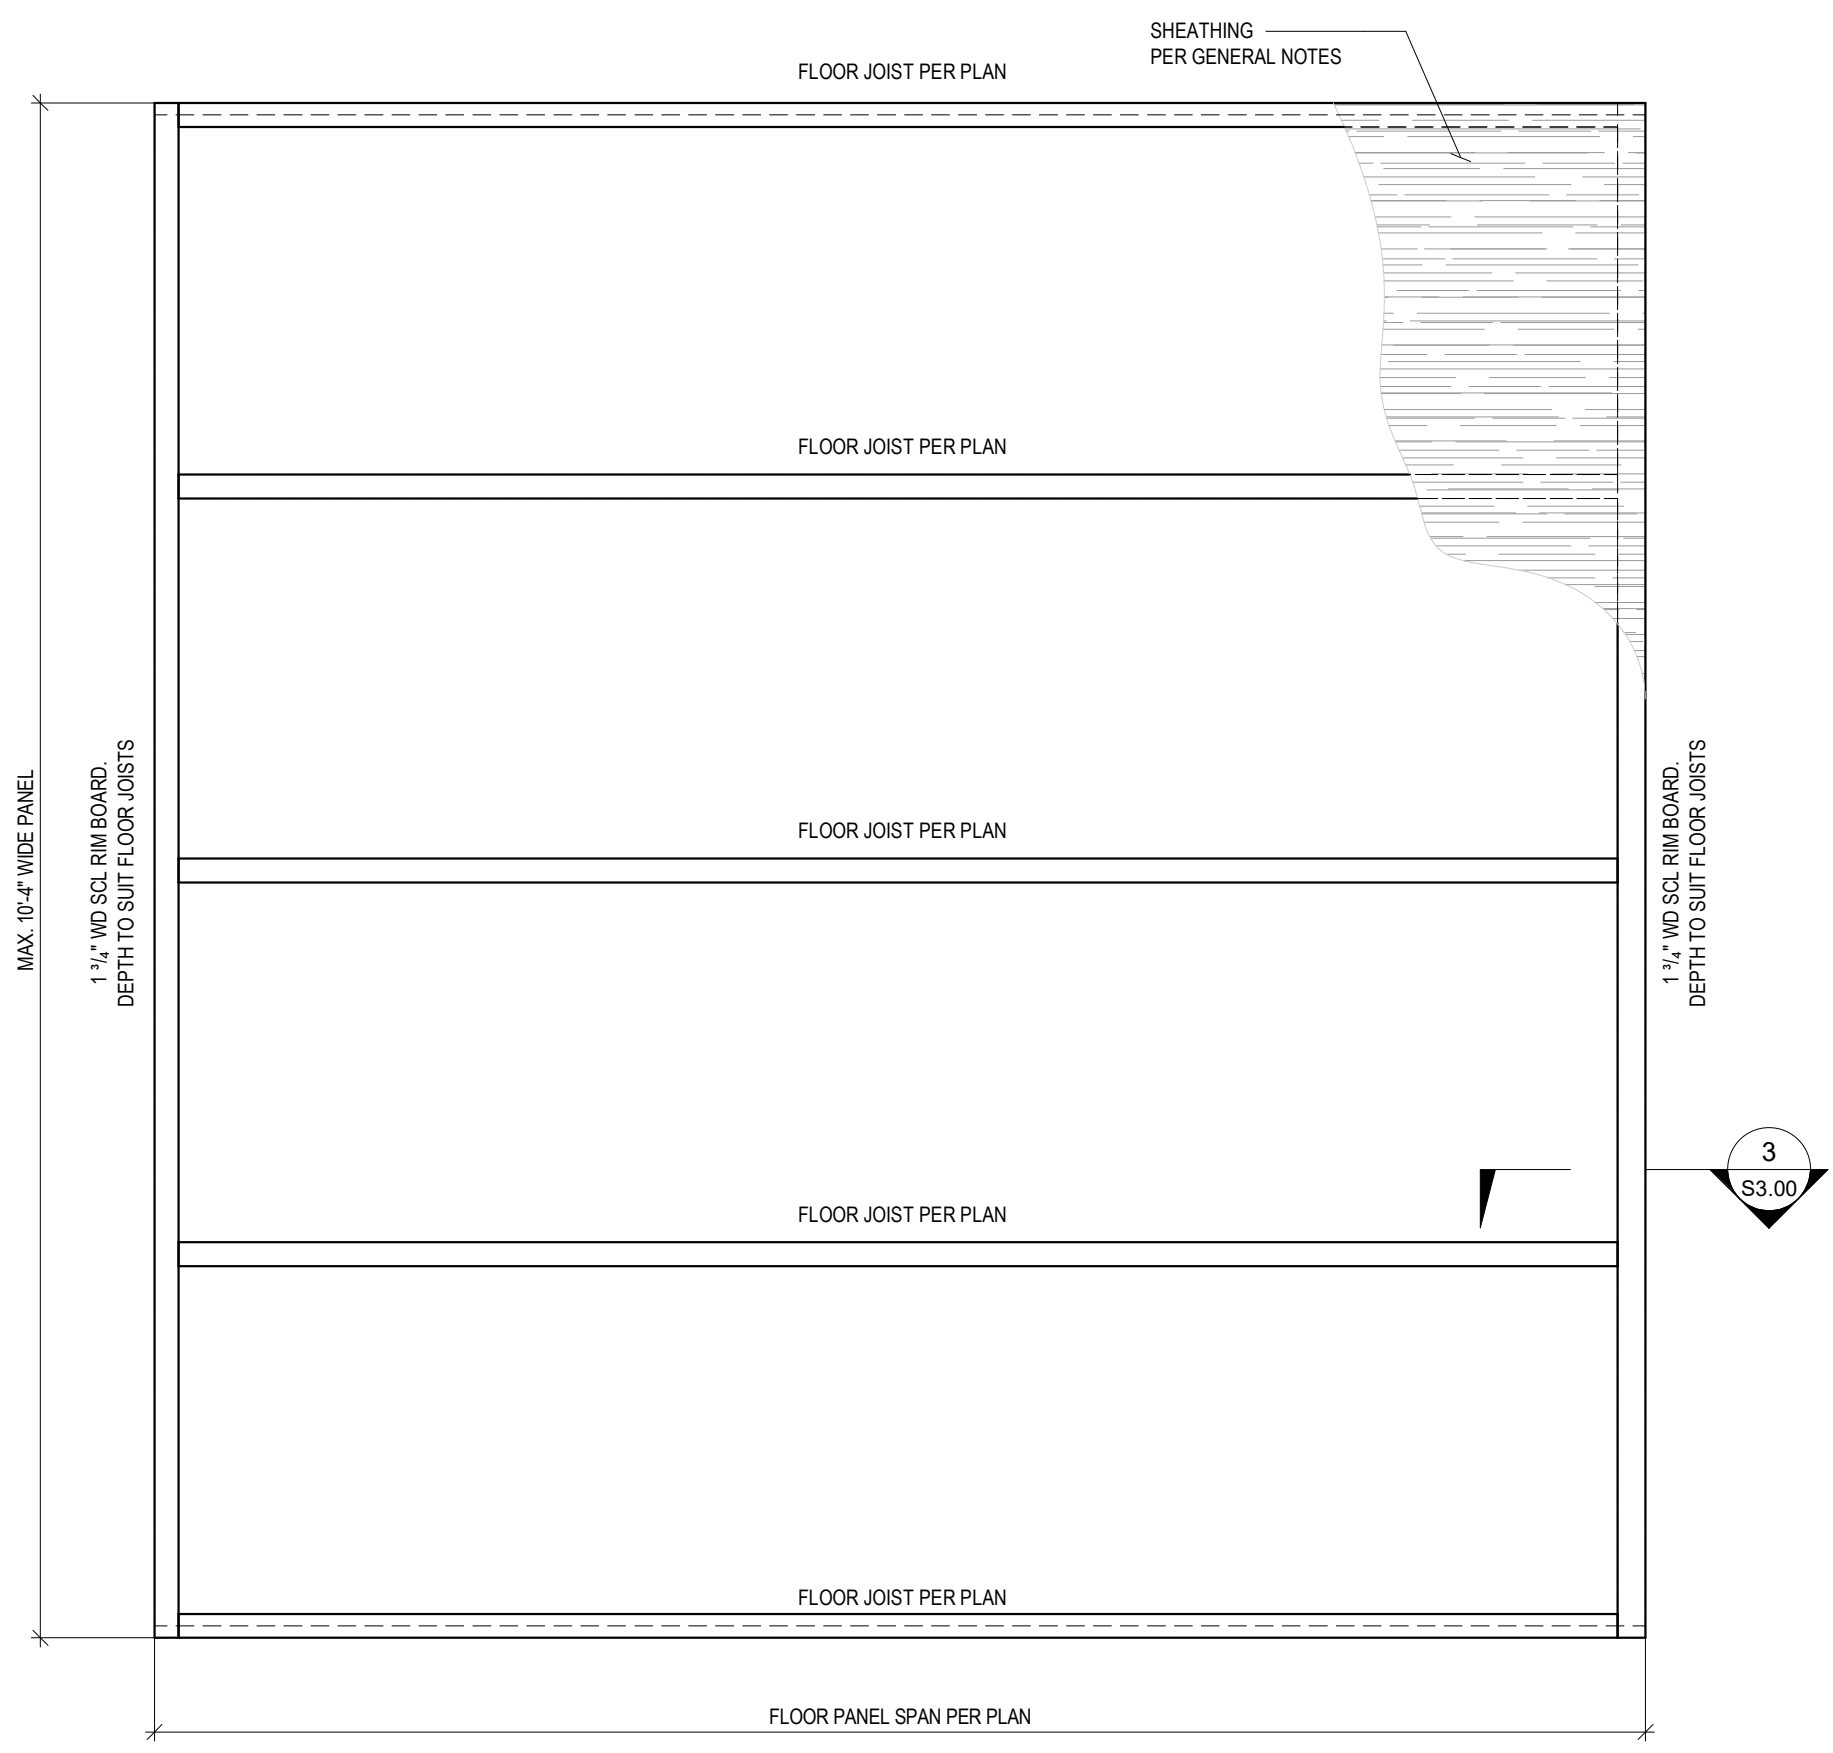 SHEATHING
PER GENERAL NOTES
FLOOR JOIST PER PLAN
FLOOR JOIST PER PLAN
MAX. 10'-4" WIDE PANEL
1 ³/₄" WD SCL RIM BOARD.
DEPTH TO SUIT FLOOR JOISTS
FLOOR JOIST PER PLAN
1 ³/₄" WD SCL RIM BOARD.
DEPTH TO SUIT FLOOR JOISTS
3
S3.00
FLOOR JOIST PER PLAN
FLOOR JOIST PER PLAN
FLOOR PANEL SPAN PER PLAN